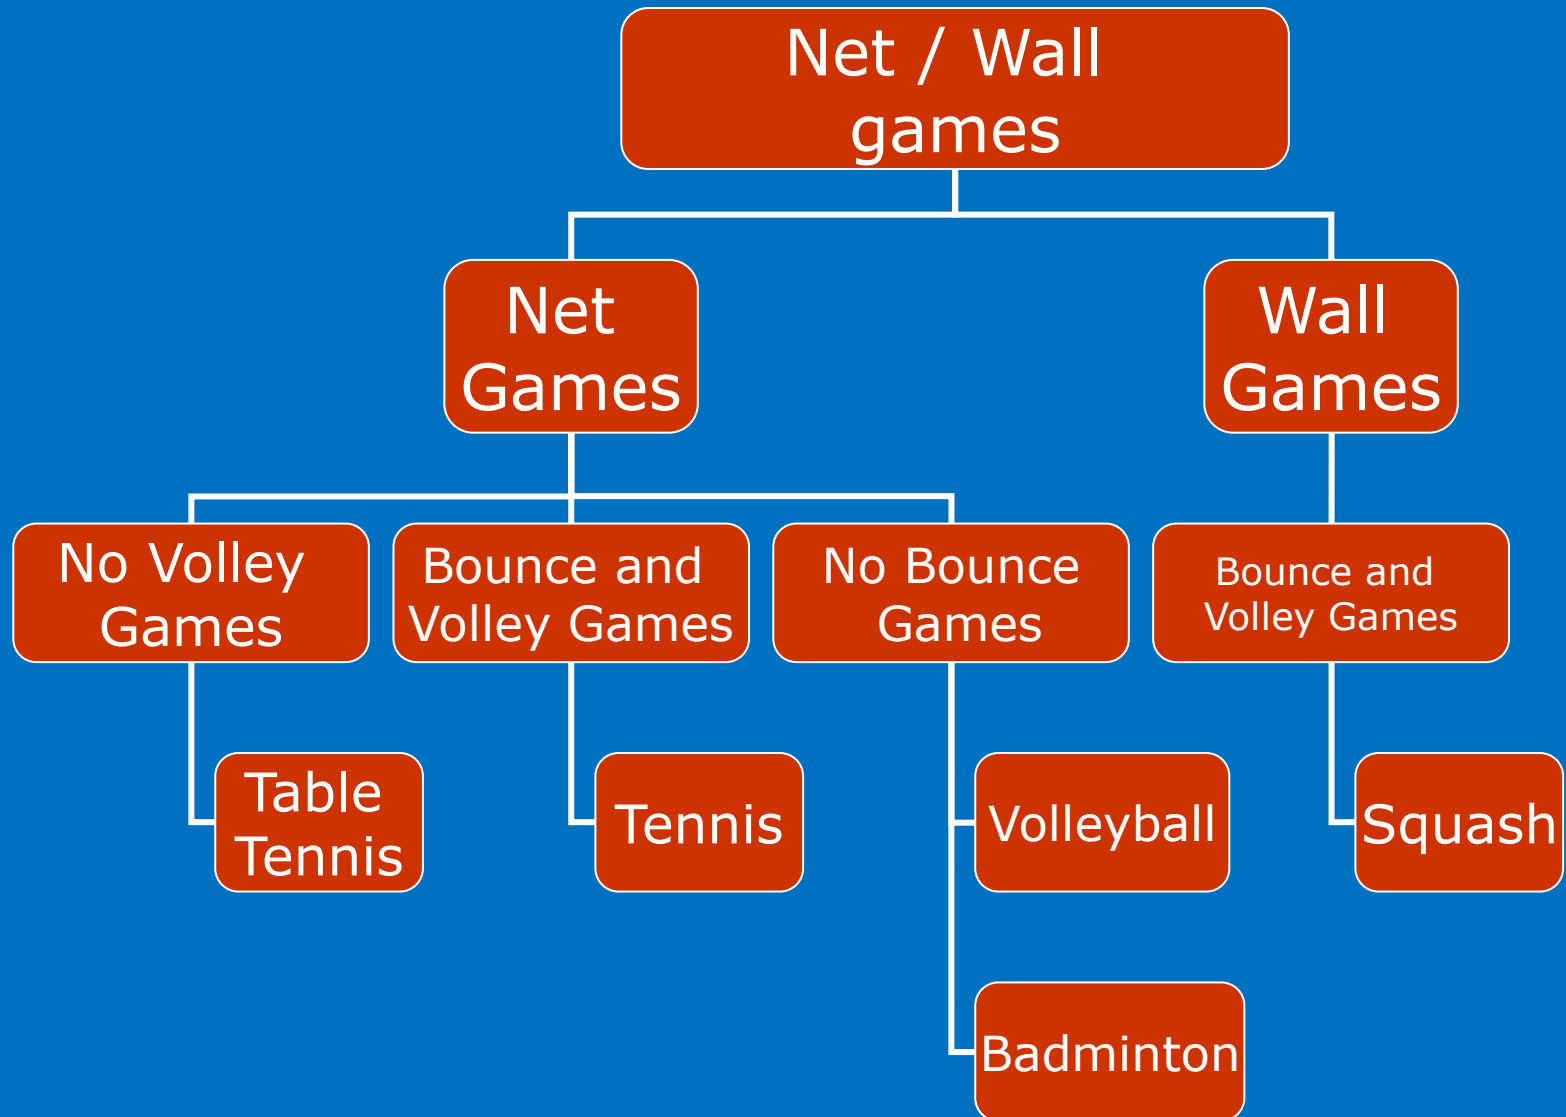 Net / Wall
games
Net
Games
Wall
Games
No Volley
Games
Bounce and
Volley Games
No Bounce
Games
Bounce and
Volley Games
Table
Tennis
Tennis
Volleyball
Squash
Badminton